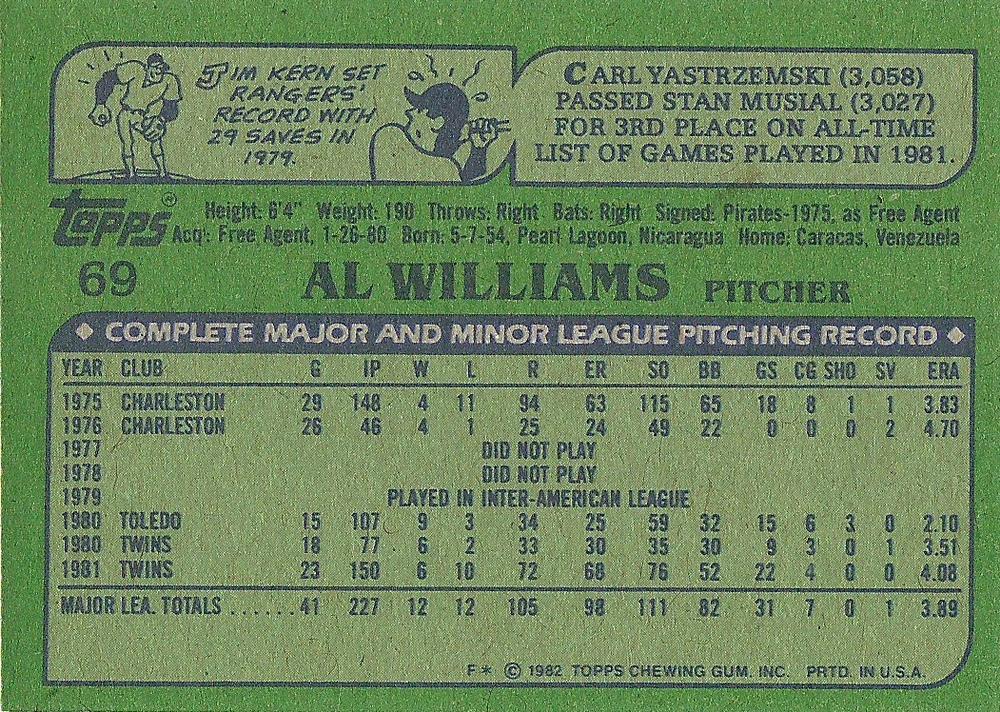 JIM KERN SET
RANGERS'
RECORD WITH
29 SAVES IN
1979.
CARL YASTRZEMSKI (3,058)
PASSED STAN MUSIAL (3,027)
FOR 3RD PLACE ON ALL-TIME
LIST OF GAMES PLAYED IN 1981.
TOPPS®
Height: 6'4" Weight: 190 Throws: Right Bats: Right Signed: Pirates-1975, as Free Agent
Acq: Free Agent, 1-26-80 Born: 5-7-54, Pearl Lagoon, Nicaragua Home: Caracas, Venezuela
69 AL WILLIAMS PITCHER
◆ COMPLETE MAJOR AND MINOR LEAGUE PITCHING RECORD ◆
YEAR CLUB G IP W L R ER SO BB GS CG SHO SV ERA
1975 CHARLESTON 29 148 4 11 94 63 115 65 18 8 1 1 3.83
1976 CHARLESTON 26 46 4 1 25 24 49 22 0 0 0 2 4.70
1977 DID NOT PLAY
1978 DID NOT PLAY
1979 PLAYED IN INTER-AMERICAN LEAGUE
1980 TOLEDO 15 107 9 3 34 25 59 32 15 6 3 0 2.10
1980 TWINS 18 77 6 2 33 30 35 30 9 3 0 1 3.51
1981 TWINS 23 150 6 10 72 68 76 52 22 4 0 0 4.08
MAJOR LEA. TOTALS ......41 227 12 12 105 98 111 82 31 7 0 1 3.89
F* © 1982 TOPPS CHEWING GUM, INC. PRTD. IN U.S.A.